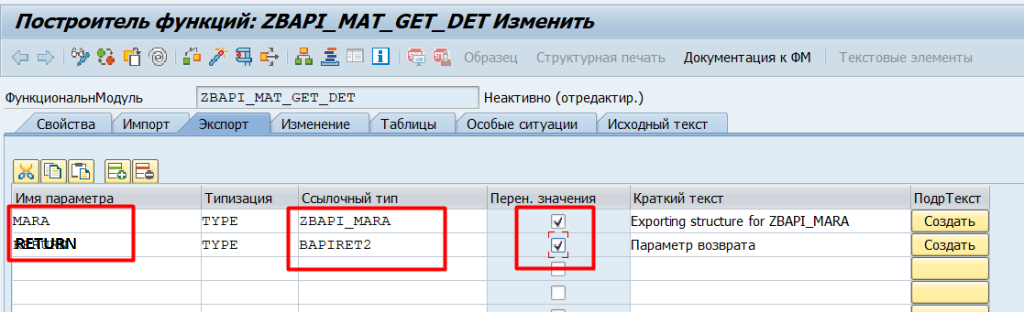 Построитель функций: ZBAPI_MAT_GET_DET Изменить
Образец Структурная печать Документация к ФМ Текстовые элементы
ФункциональнМодуль ZBAPI_MAT_GET_DET Неактивно (отредактир.)
Свойства Импорт Экспорт Изменение Таблицы Особые ситуации Исходный текст
Имя параметра Типизация Ссылочный тип Перен. значения Краткий текст ПодрТекст
MARA TYPE ZBAPI_MARA Exporting structure for ZBAPI_MARA Создать
RETURN TYPE BAPIRET2 Параметр возврата Создать